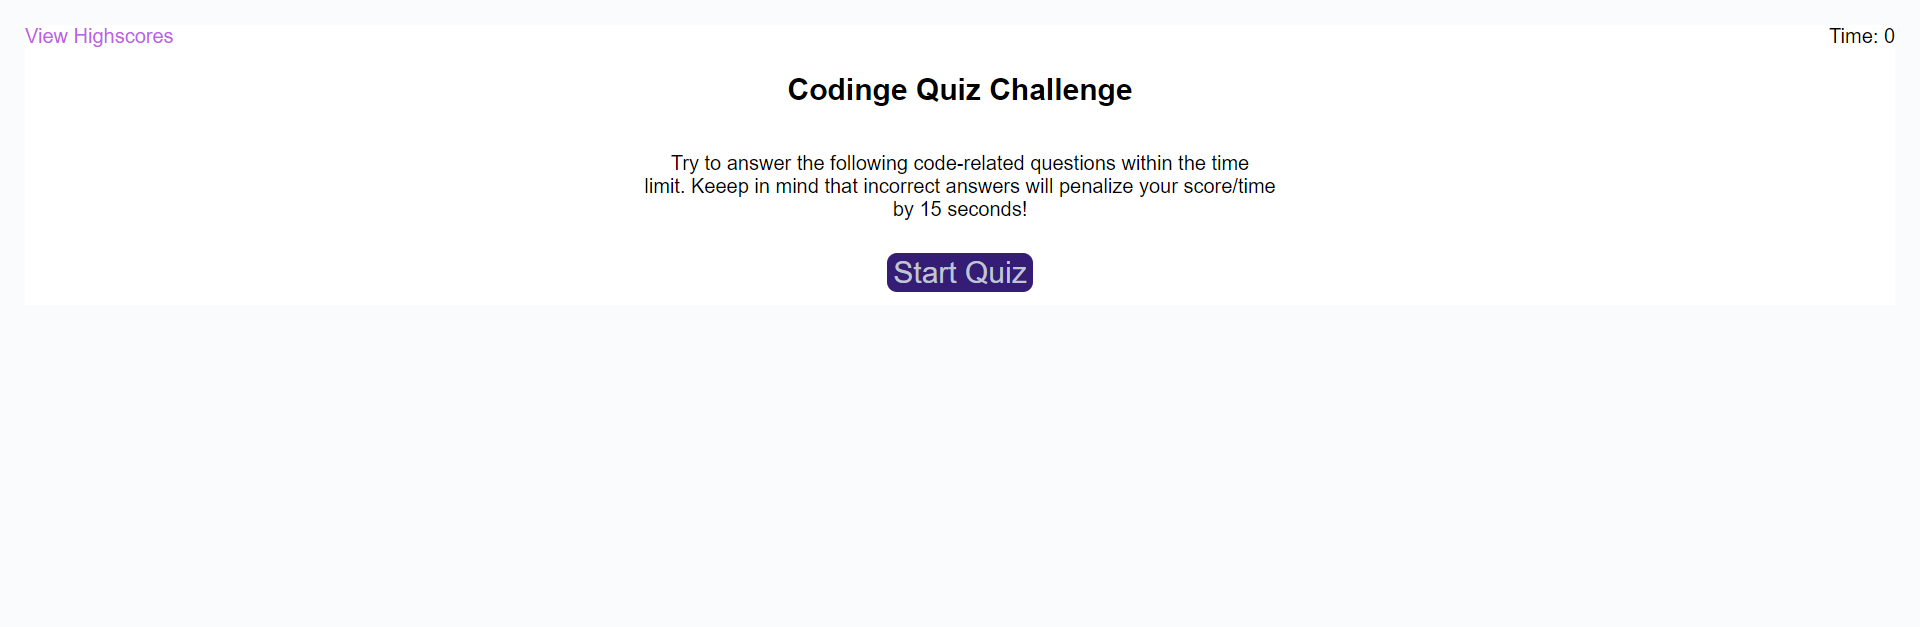 View Highscores
Time: 0
Codinge Quiz Challenge
Try to answer the following code-related questions within the time
limit. Keeep in mind that incorrect answers will penalize your score/time
by 15 seconds!
Start Quiz